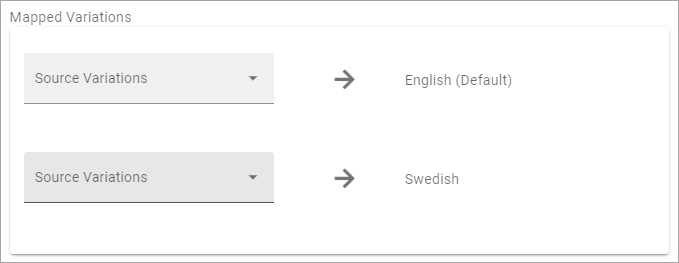 Mapped Variations
Source Variations
English (Default)
Source Variations
Swedish